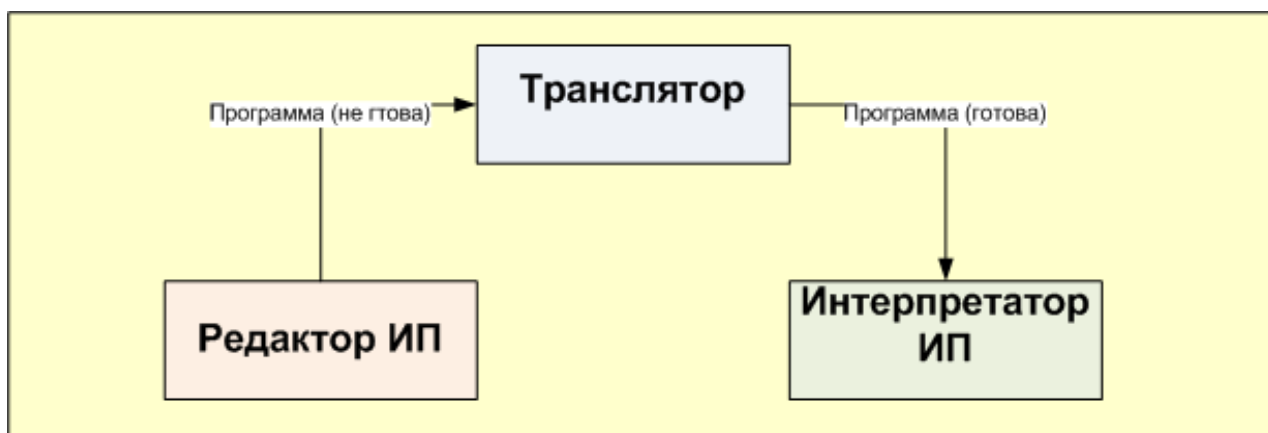 Транслятор
Программа (не гтова)
Программа (готова)
Редактор ИП
Интерпретатор
ИП